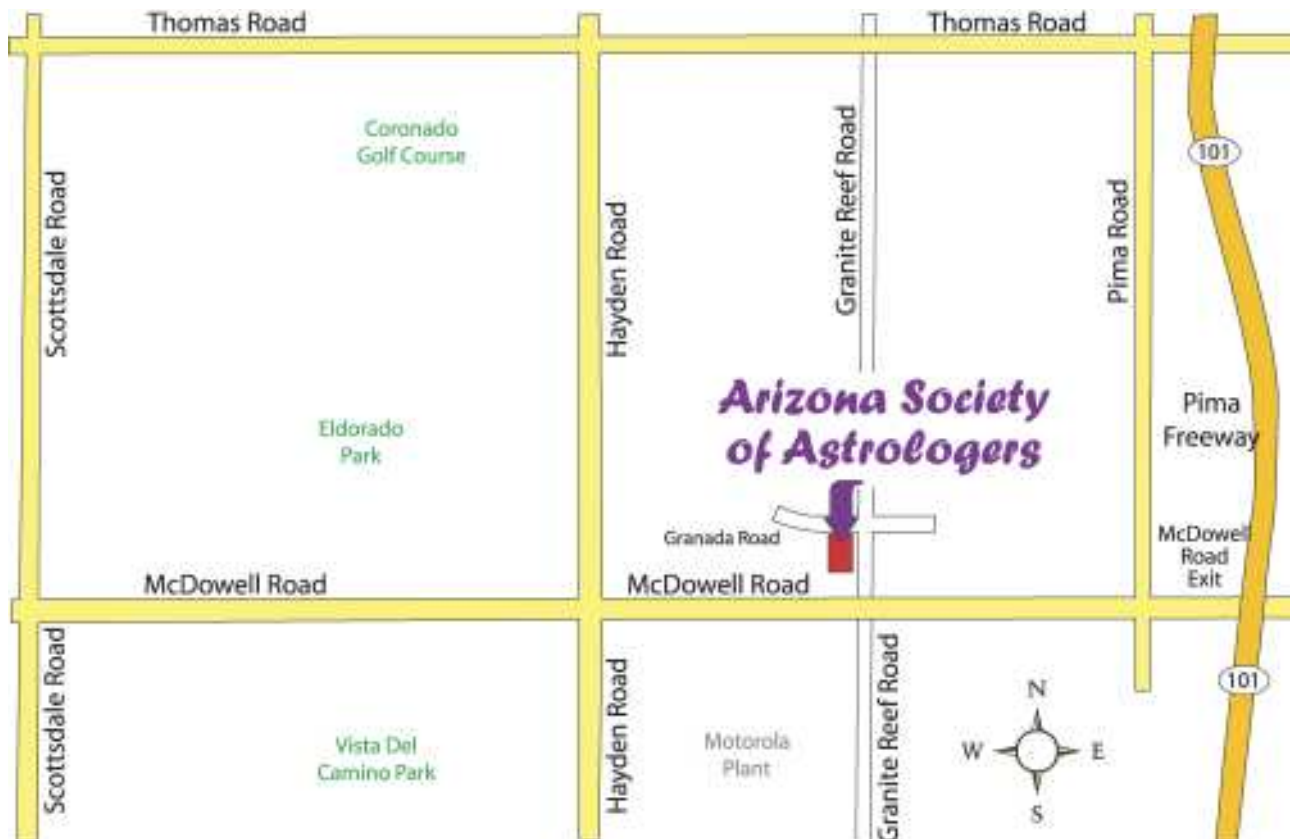 Thomas Road
Thomas Road
Coronado
Golf Course
101
Scottsdale Road
Hayden Road
Granite Reef Road
Pima Road
Arizona Society
of Astrologers
Pima
Freeway
Eldorado
Park
Granada Road
McDowell
Road
Exit
McDowell Road
McDowell Road
Scottsdale Road
Hayden Road
Granite Reef Road
101
Vista Del
Camino Park
Motorola
Plant
N
W
E
S